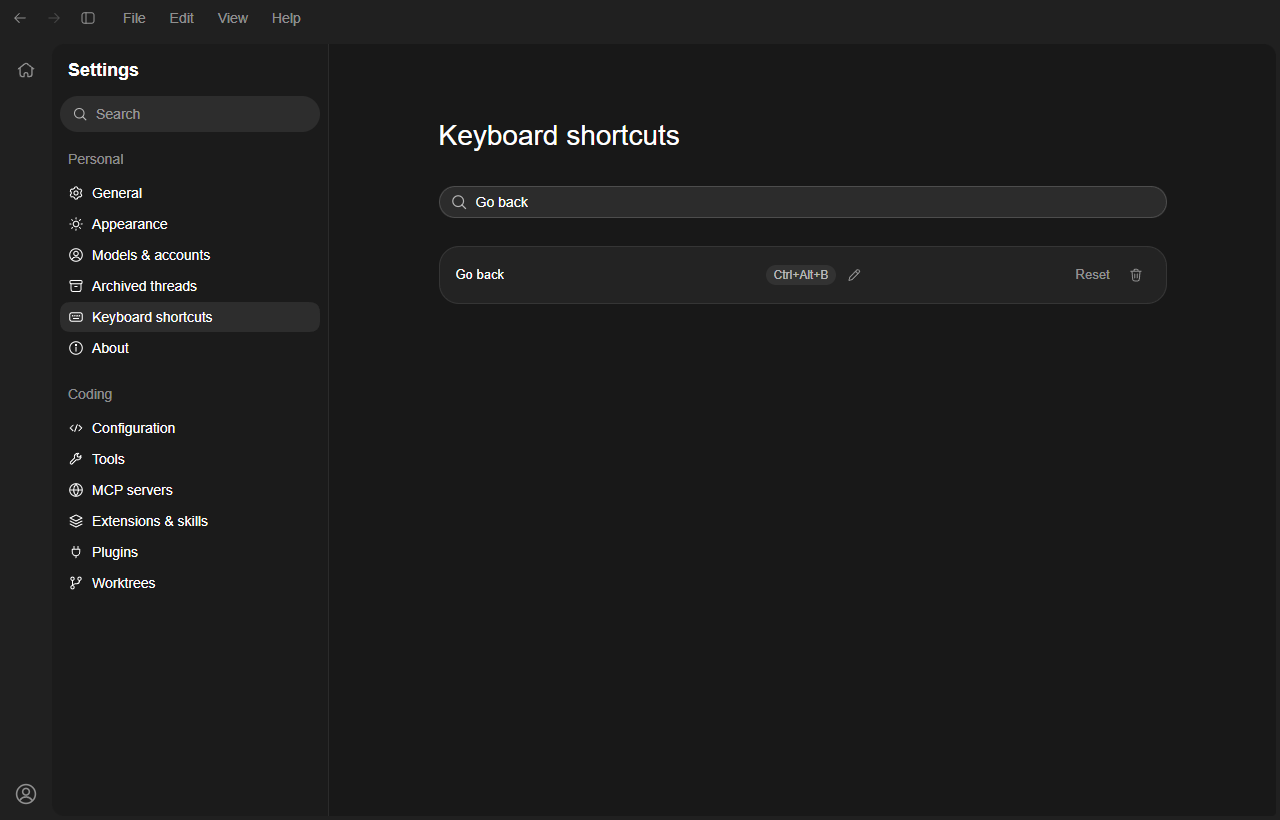 File Edit View Help
Settings
Search
Personal
General
Appearance
Models & accounts
Archived threads
Keyboard shortcuts
About
Coding
Configuration
Tools
MCP servers
Extensions & skills
Plugins
Worktrees
Keyboard shortcuts
Go back
Go back Ctrl+Alt+B Reset